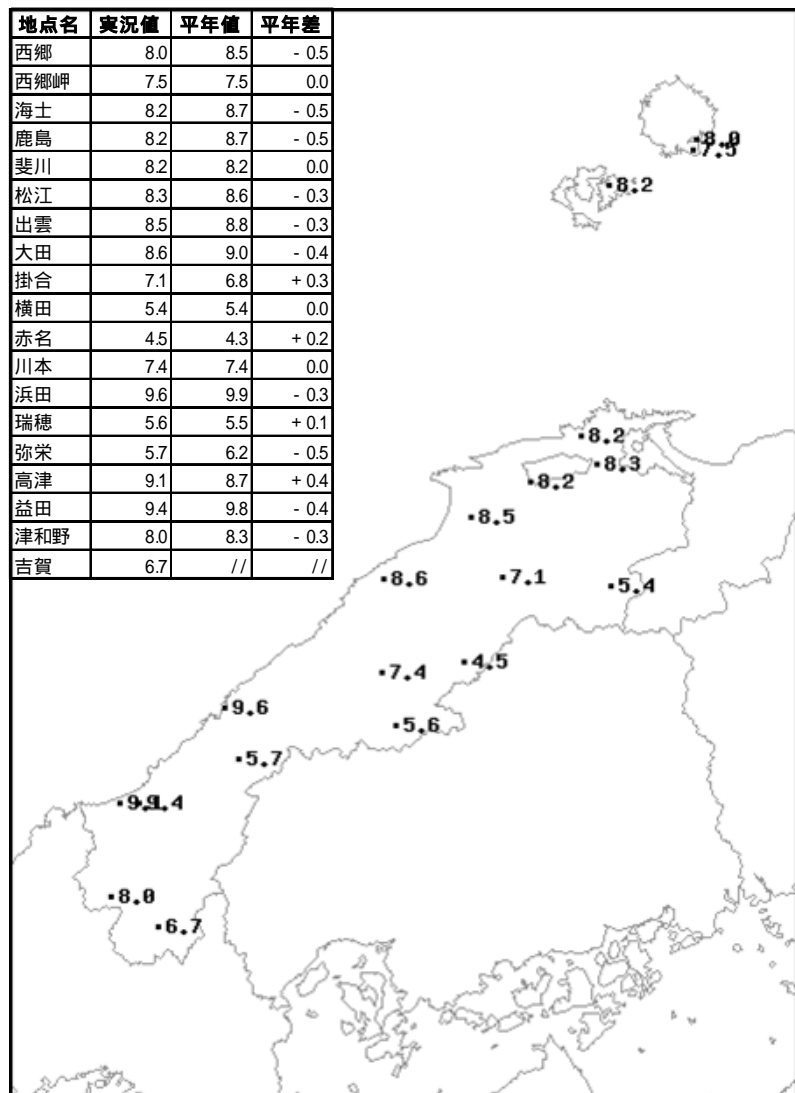 地点名 実況値 平年値 平年差
西郷 8.0 8.5 - 0.5
西郷岬 7.5 7.5 0.0
海士 8.2 8.7 - 0.5
鹿島 8.2 8.7 - 0.5
斐川 8.2 8.2 0.0
松江 8.3 8.6 - 0.3
出雲 8.5 8.8 - 0.3
大田 8.6 9.0 - 0.4
掛合 7.1 6.8 + 0.3
横田 5.4 5.4 0.0
赤名 4.5 4.3 + 0.2
川本 7.4 7.4 0.0
浜田 9.6 9.9 - 0.3
瑞穂 5.6 5.5 + 0.1
弥栄 5.7 6.2 - 0.5
高津 9.1 8.7 + 0.4
益田 9.4 9.8 - 0.4
津和野 8.0 8.3 - 0.3
吉賀 6.7 // //
8.0
7.5
8.2
8.2
8.3
8.2
8.5
8.6
7.1
5.4
4.5
7.4
9.6
5.6
5.7
9.1
9.4
8.0
6.7